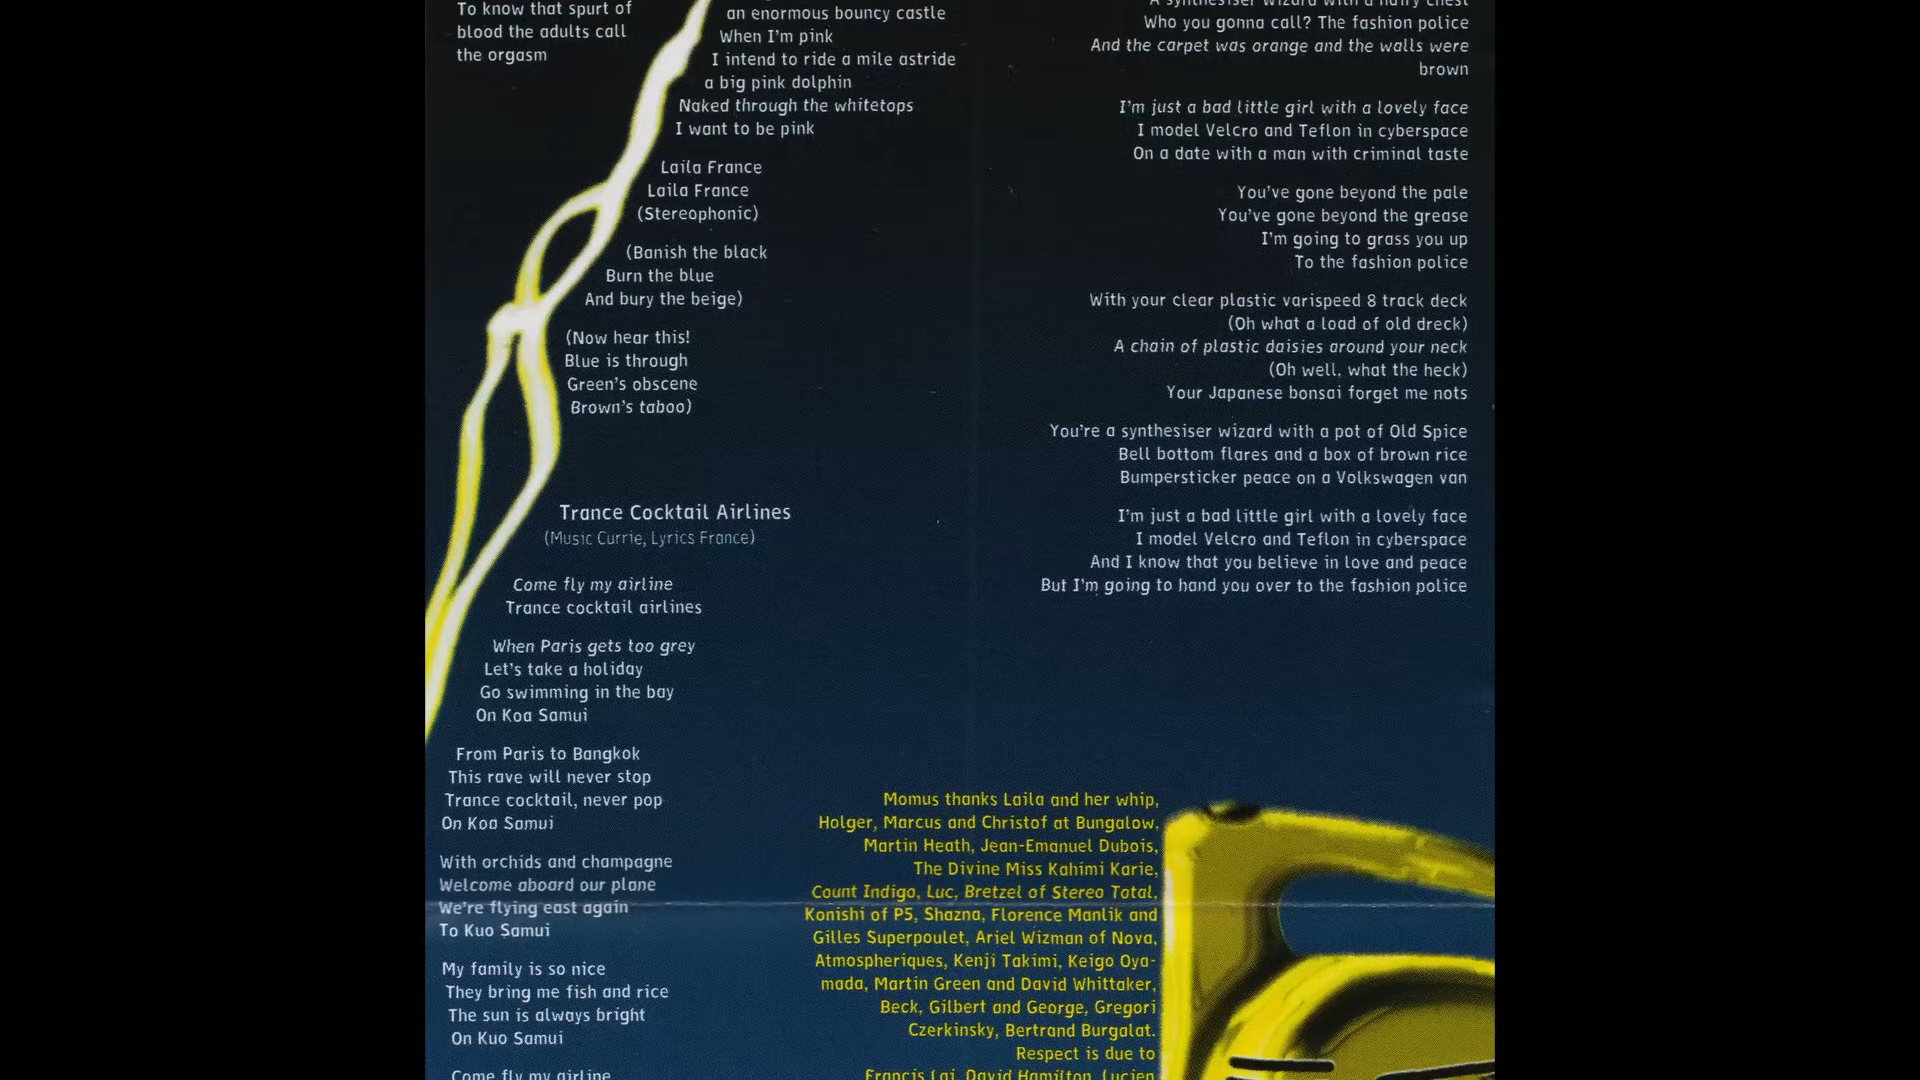 To know that spurt of
blood the adults call
the orgasm
an enormous bouncy castle
When I'm pink
I intend to ride a mile astride
a big pink dolphin
Naked through the whitetops
I want to be pink
Laila France
Laila France
(Stereophonic)
(Banish the black
Burn the blue
And bury the beige)
(Now hear this!
Blue is through
Green's obscene
Brown's taboo)
Trance Cocktail Airlines
(Music Currie, Lyrics France)
Come fly my airline
Trance cocktail airlines
When Paris gets too grey
Let's take a holiday
Go swimming in the bay
On Koa Samui
From Paris to Bangkok
This rave will never stop
Trance cocktail, never pop
On Koa Samui
With orchids and champagne
Welcome aboard our plane
We're flying east again
To Kuo Samui
My family is so nice
They bring me fish and rice
The sun is always bright
On Kuo Samui
Come fly my airline
A synthesiser wizard with a hairy chest
Who you gonna call? The fashion police
And the carpet was orange and the walls were
brown
I'm just a bad little girl with a lovely face
I model Velcro and Teflon in cyberspace
On a date with a man with criminal taste
You've gone beyond the pale
You've gone beyond the grease
I'm going to grass you up
To the fashion police
With your clear plastic varispeed 8 track deck
(Oh what a load of old dreck)
A chain of plastic daisies around your neck
(Oh well, what the heck)
Your Japanese bonsai forget me nots
You're a synthesiser wizard with a pot of Old Spice
Bell bottom flares and a box of brown rice
Bumpersticker peace on a Volkswagen van
I'm just a bad little girl with a lovely face
I model Velcro and Teflon in cyberspace
And I know that you believe in love and peace
But I'm going to hand you over to the fashion police
Momus thanks Laila and her whip,
Holger, Marcus and Christof at Bungalow,
Martin Heath, Jean-Emanuel Dubois,
The Divine Miss Kahimi Karie,
Count Indigo, Luc, Bretzel of Stereo Total,
Konishi of P5, Shazna, Florence Manlik and
Gilles Superpoulet, Ariel Wizman of Nova,
Atmospheriques, Kenji Takimi, Keigo Oya-
mada, Martin Green and David Whittaker,
Beck, Gilbert and George, Gregori
Czerkinsky, Bertrand Burgalat.
Respect is due to
Francis Lai, David Hamilton, Lucien